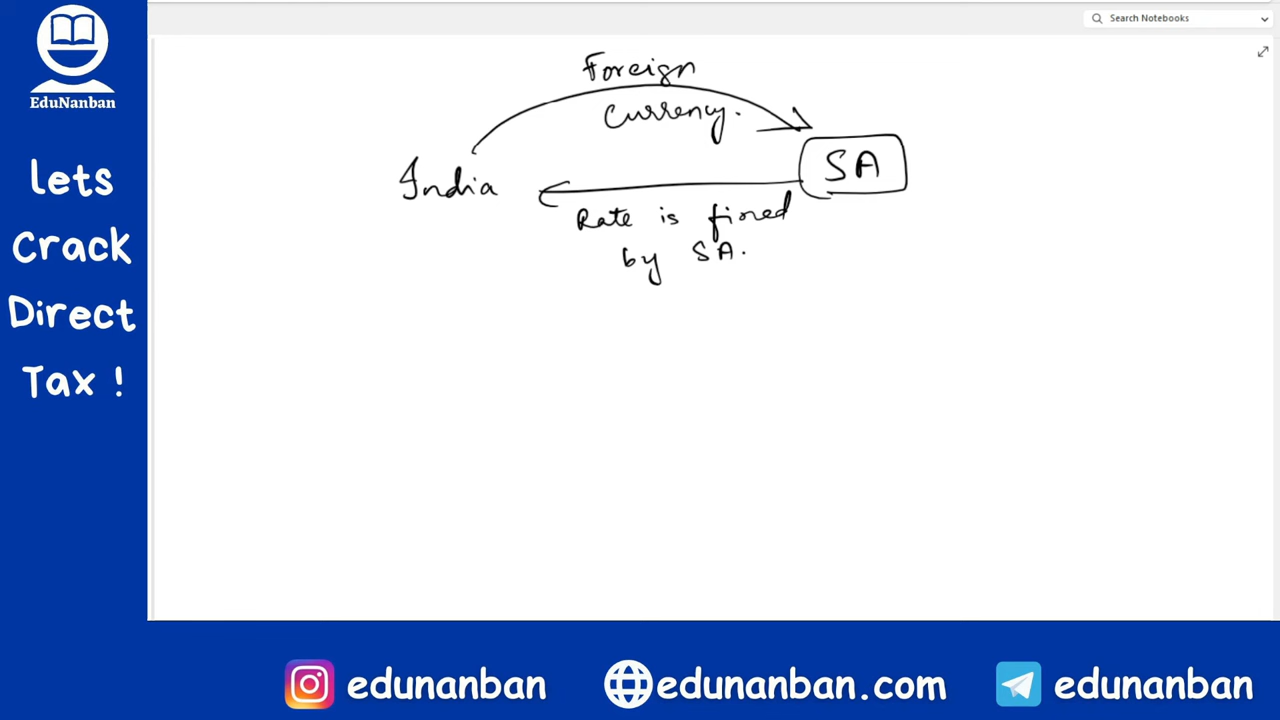 EduNanban
Lets
Crack
Direct
Tax !
Search Notebooks
Foreign
Currency.
India
SA
Rate is fixed
by SA.
edunanban
edunanban.com
edunanban